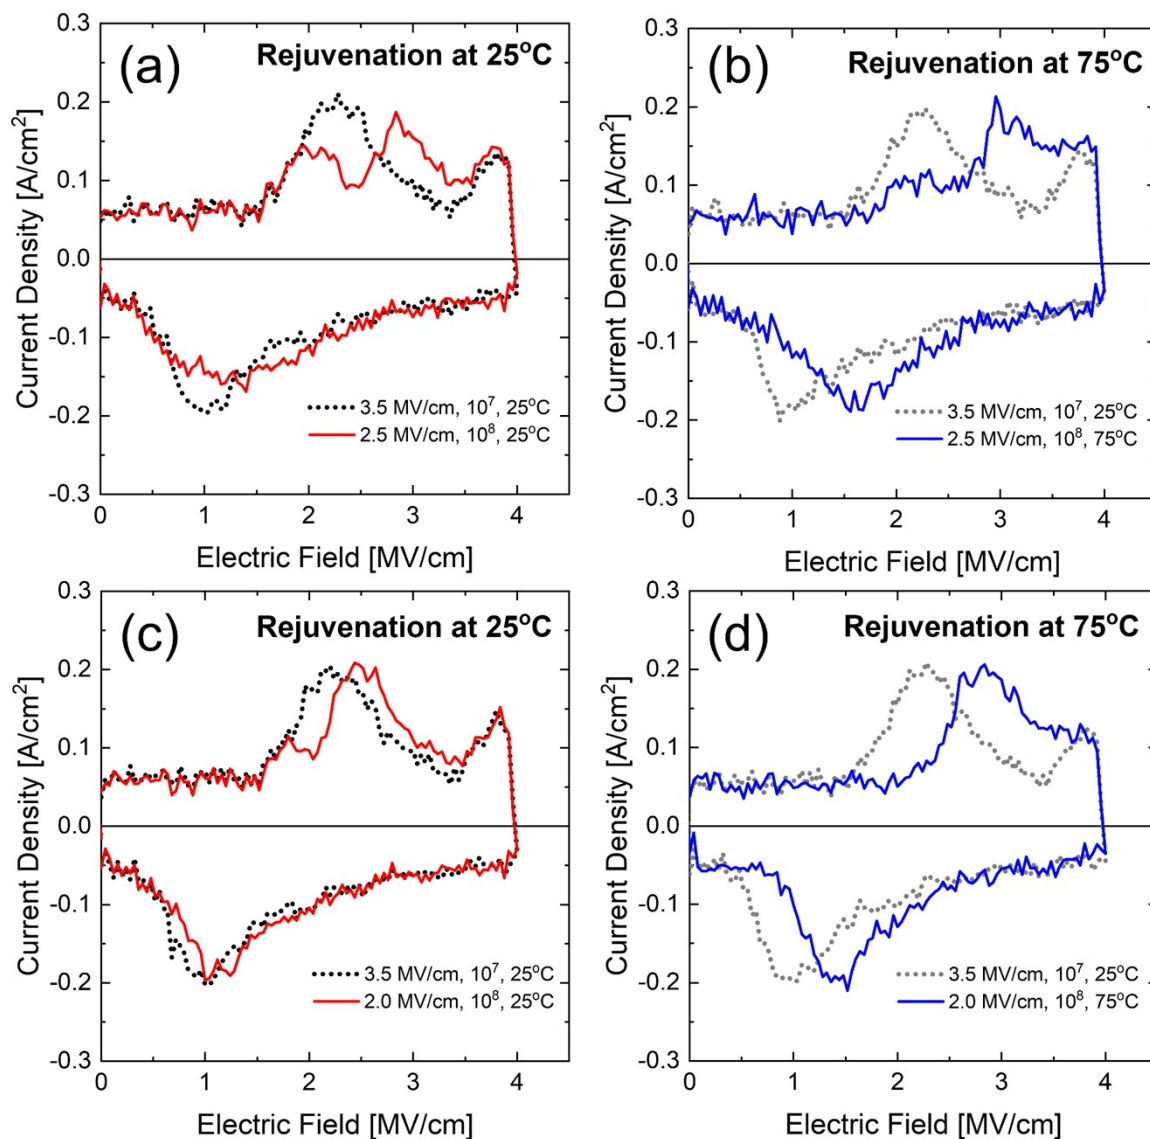 (a) Rejuvenation at 25°C
0.3
0.2
0.1
0.0
-0.1
-0.2
-0.3
Current Density [A/cm²]
3.5 MV/cm, 10⁷, 25°C
2.5 MV/cm, 10⁸, 25°C
0 1 2 3 4
Electric Field [MV/cm]
(b) Rejuvenation at 75°C
0.3
0.2
0.1
0.0
-0.1
-0.2
-0.3
Current Density [A/cm²]
3.5 MV/cm, 10⁷, 25°C
2.5 MV/cm, 10⁸, 75°C
0 1 2 3 4
Electric Field [MV/cm]
(c) Rejuvenation at 25°C
0.3
0.2
0.1
0.0
-0.1
-0.2
-0.3
Current Density [A/cm²]
3.5 MV/cm, 10⁷, 25°C
2.0 MV/cm, 10⁸, 25°C
0 1 2 3 4
Electric Field [MV/cm]
(d) Rejuvenation at 75°C
0.3
0.2
0.1
0.0
-0.1
-0.2
-0.3
Current Density [A/cm²]
3.5 MV/cm, 10⁷, 25°C
2.0 MV/cm, 10⁸, 75°C
0 1 2 3 4
Electric Field [MV/cm]